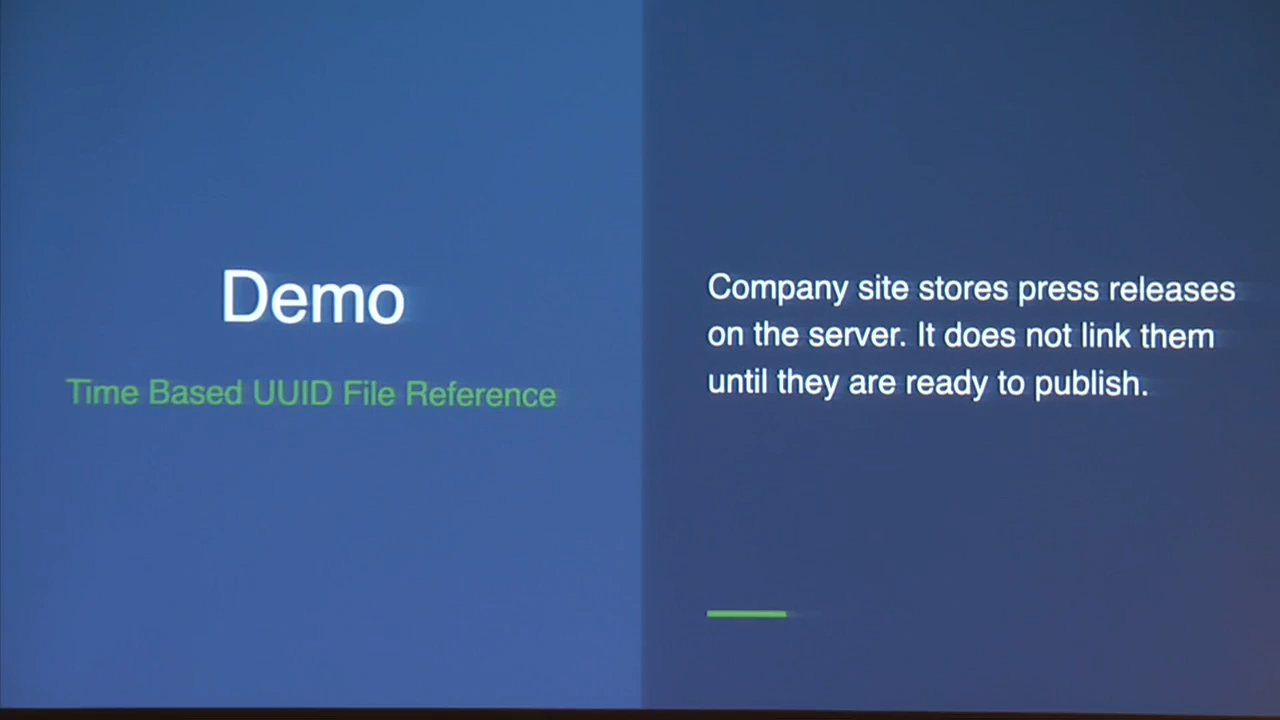 Demo
Time Based UUID File Reference
Company site stores press releases
on the server. It does not link them
until they are ready to publish.